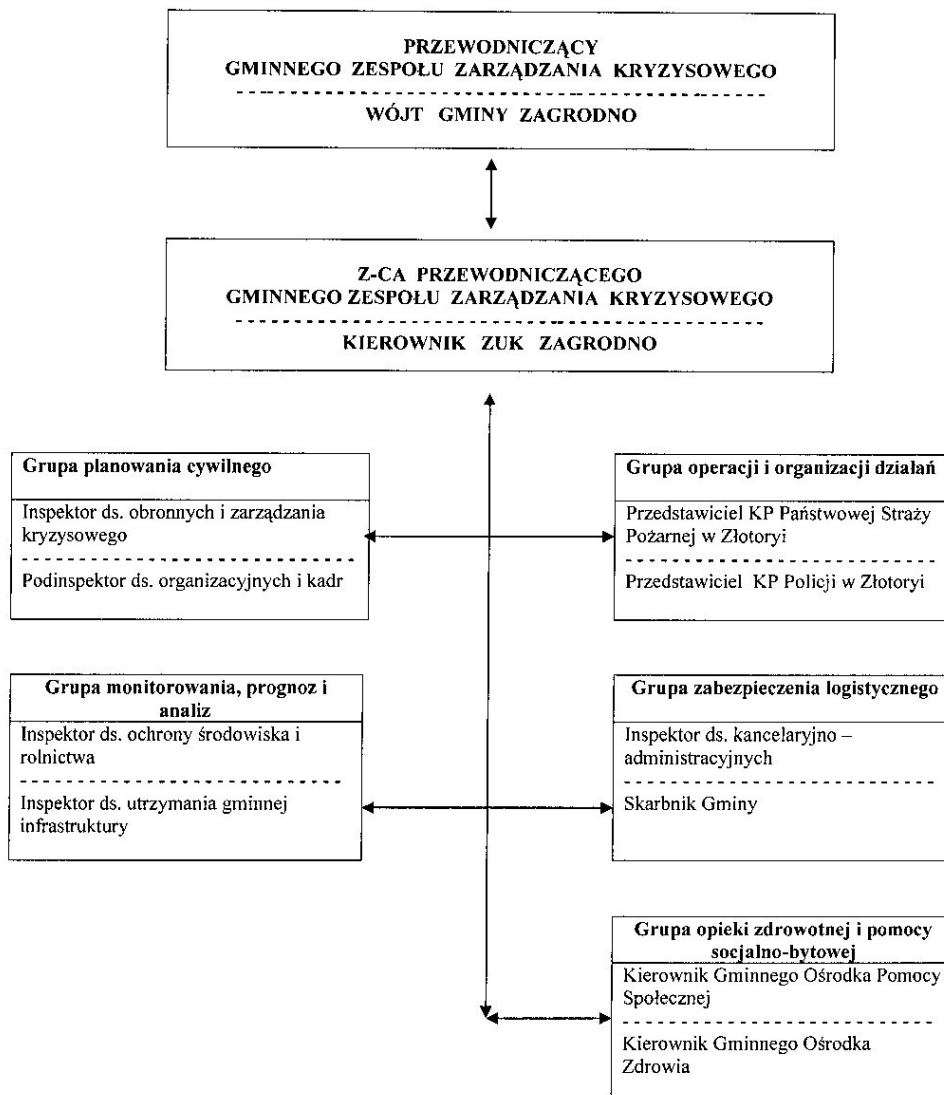 PRZEWODNICZĄCY
GMINNEGO ZESPOŁU ZARZĄDZANIA KRYZYSOWEGO
WÓJT GMINY ZAGRODNO
Z-CA PRZEWODNICZĄCEGO
GMINNEGO ZESPOŁU ZARZĄDZANIA KRYZYSOWEGO
KIEROWNIK ZUK ZAGRODNO
Grupa planowania cywilnego
Inspektor ds. obronnych i zarządzania
kryzysowego
Podinspektor ds. organizacyjnych i kadr
Grupa operacji i organizacji działań
Przedstawiciel KP Państwowej Straży
Pożarnej w Złotoryi
Przedstawiciel KP Policji w Złotoryi
Grupa monitorowania, prognoz i
analiz
Inspektor ds. ochrony środowiska i
rolnictwa
Inspektor ds. utrzymania gminnej
infrastruktury
Grupa zabezpieczenia logistycznego
Inspektor ds. kancelaryjno –
administracyjnych
Skarbnik Gminy
Grupa opieki zdrowotnej i pomocy
socjalno-bytowej
Kierownik Gminnego Ośrodka Pomocy
Społecznej
Kierownik Gminnego Ośrodka
Zdrowia